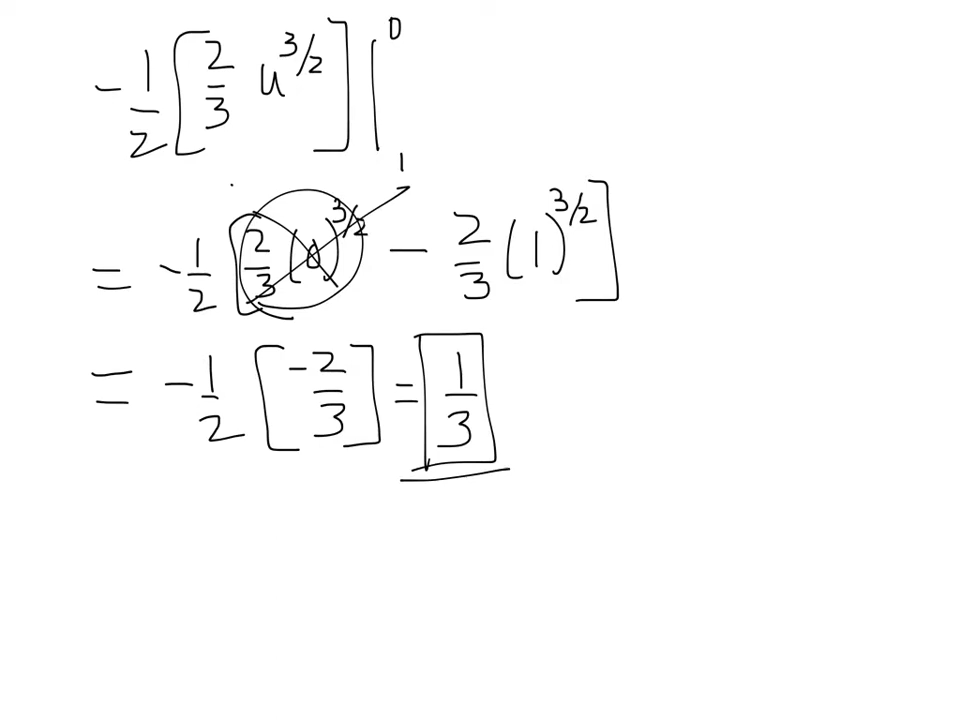 -1/2 [2/3 u^3/2] |_1^0
= -1/2 [2/3 (0)^3/2 - 2/3 (1)^3/2]
= -1/2 [-2/3] = 1/3